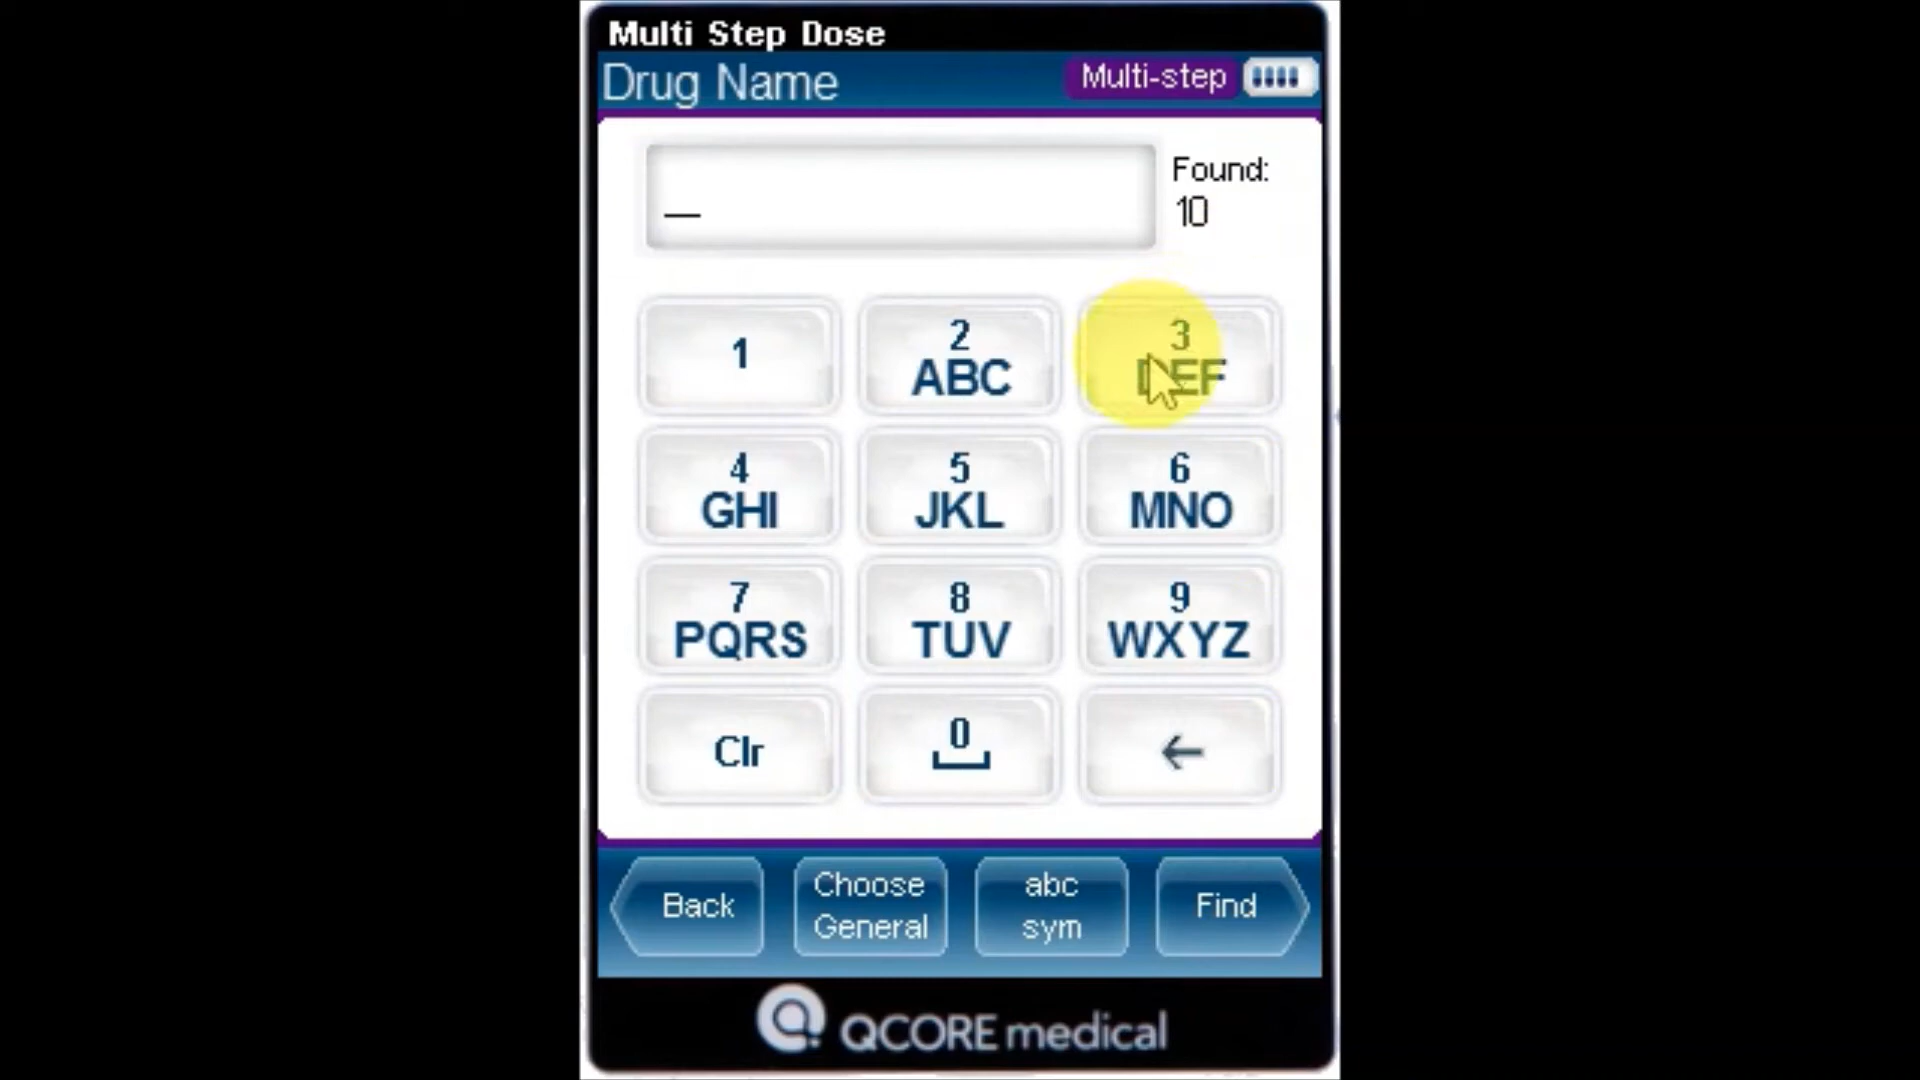 Multi Step Dose
Drug Name
Multi-step
Found:
10
1
2
ABC
3
DEF
4
GHI
5
JKL
6
MNO
7
PQRS
8
TUV
9
WXYZ
Clr
0
←
Back
Choose
General
abc
sym
Find
QCORE medical